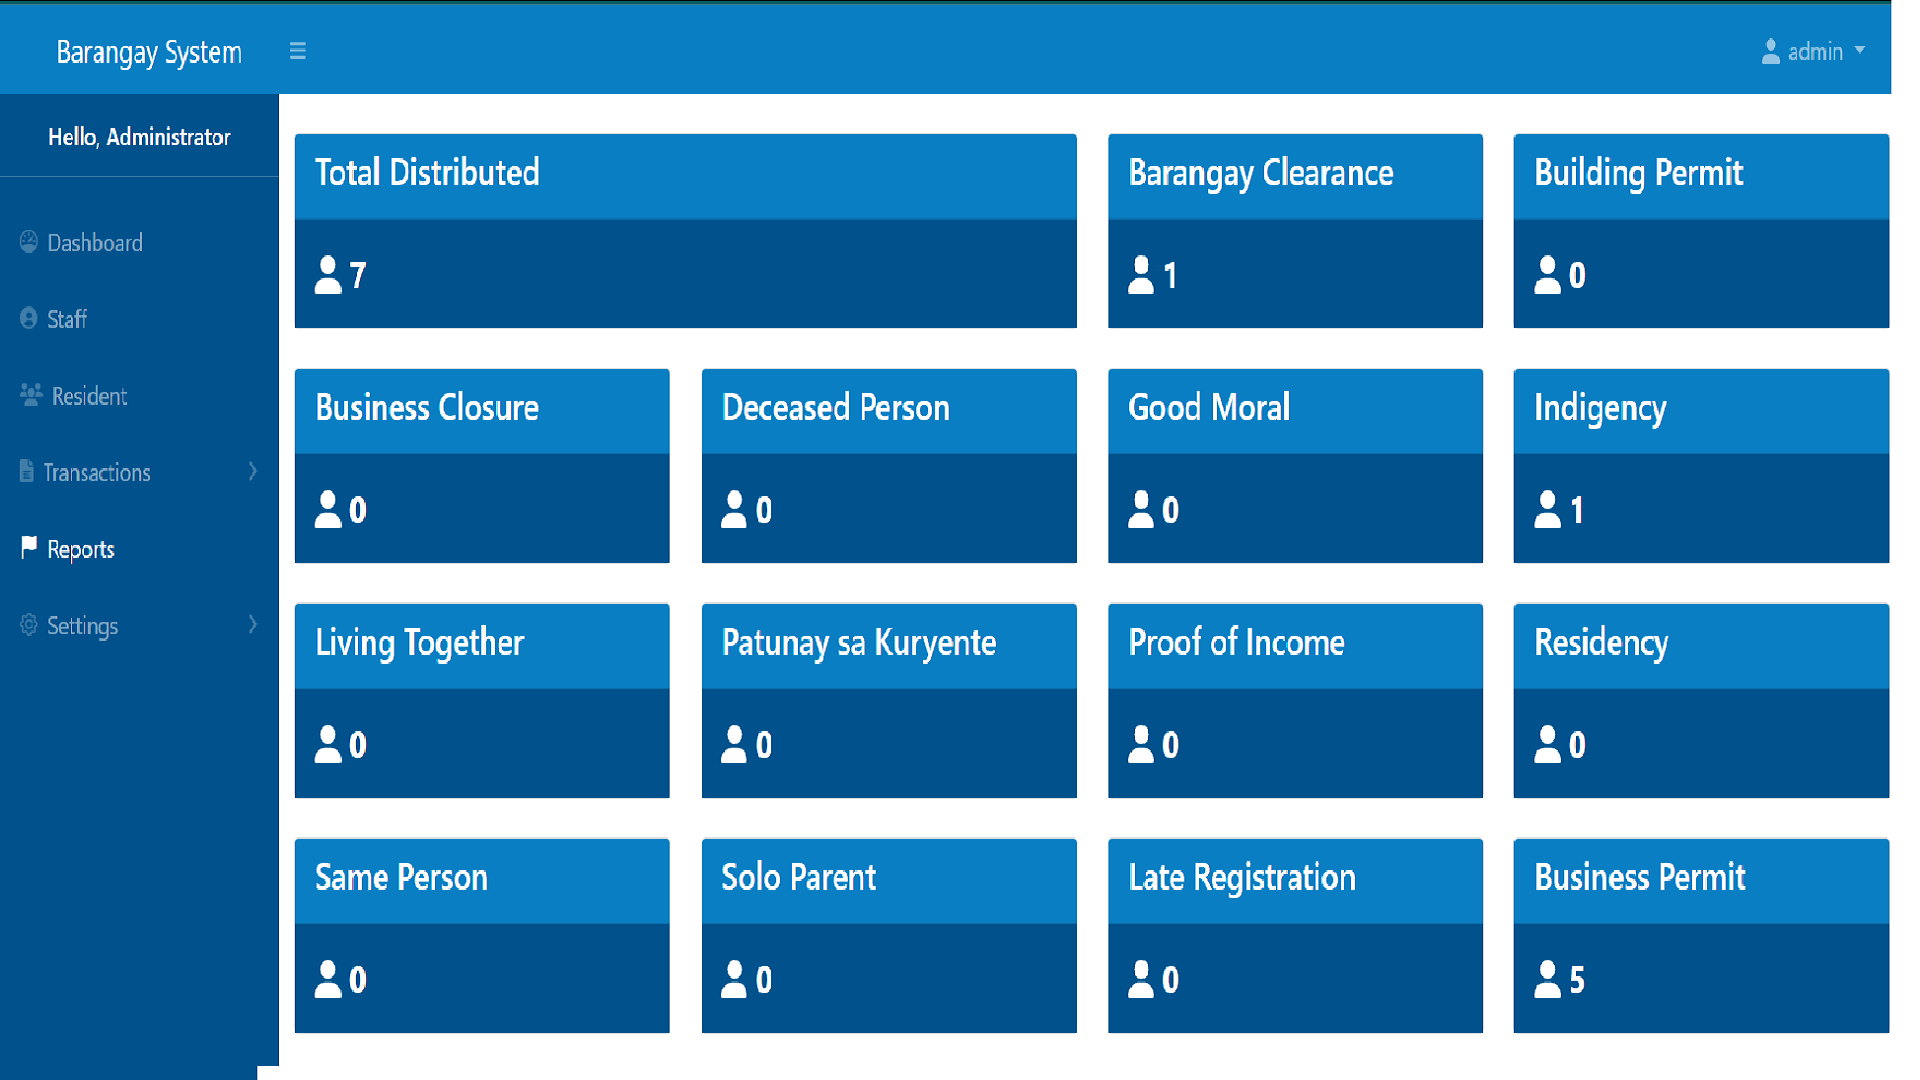 Barangay System
admin
Hello, Administrator
Dashboard
Staff
Resident
Transactions
Reports
Settings
Total Distributed
7
Barangay Clearance
1
Building Permit
0
Business Closure
0
Deceased Person
0
Good Moral
0
Indigency
1
Living Together
0
Patunay sa Kuryente
0
Proof of Income
0
Residency
0
Same Person
0
Solo Parent
0
Late Registration
0
Business Permit
5